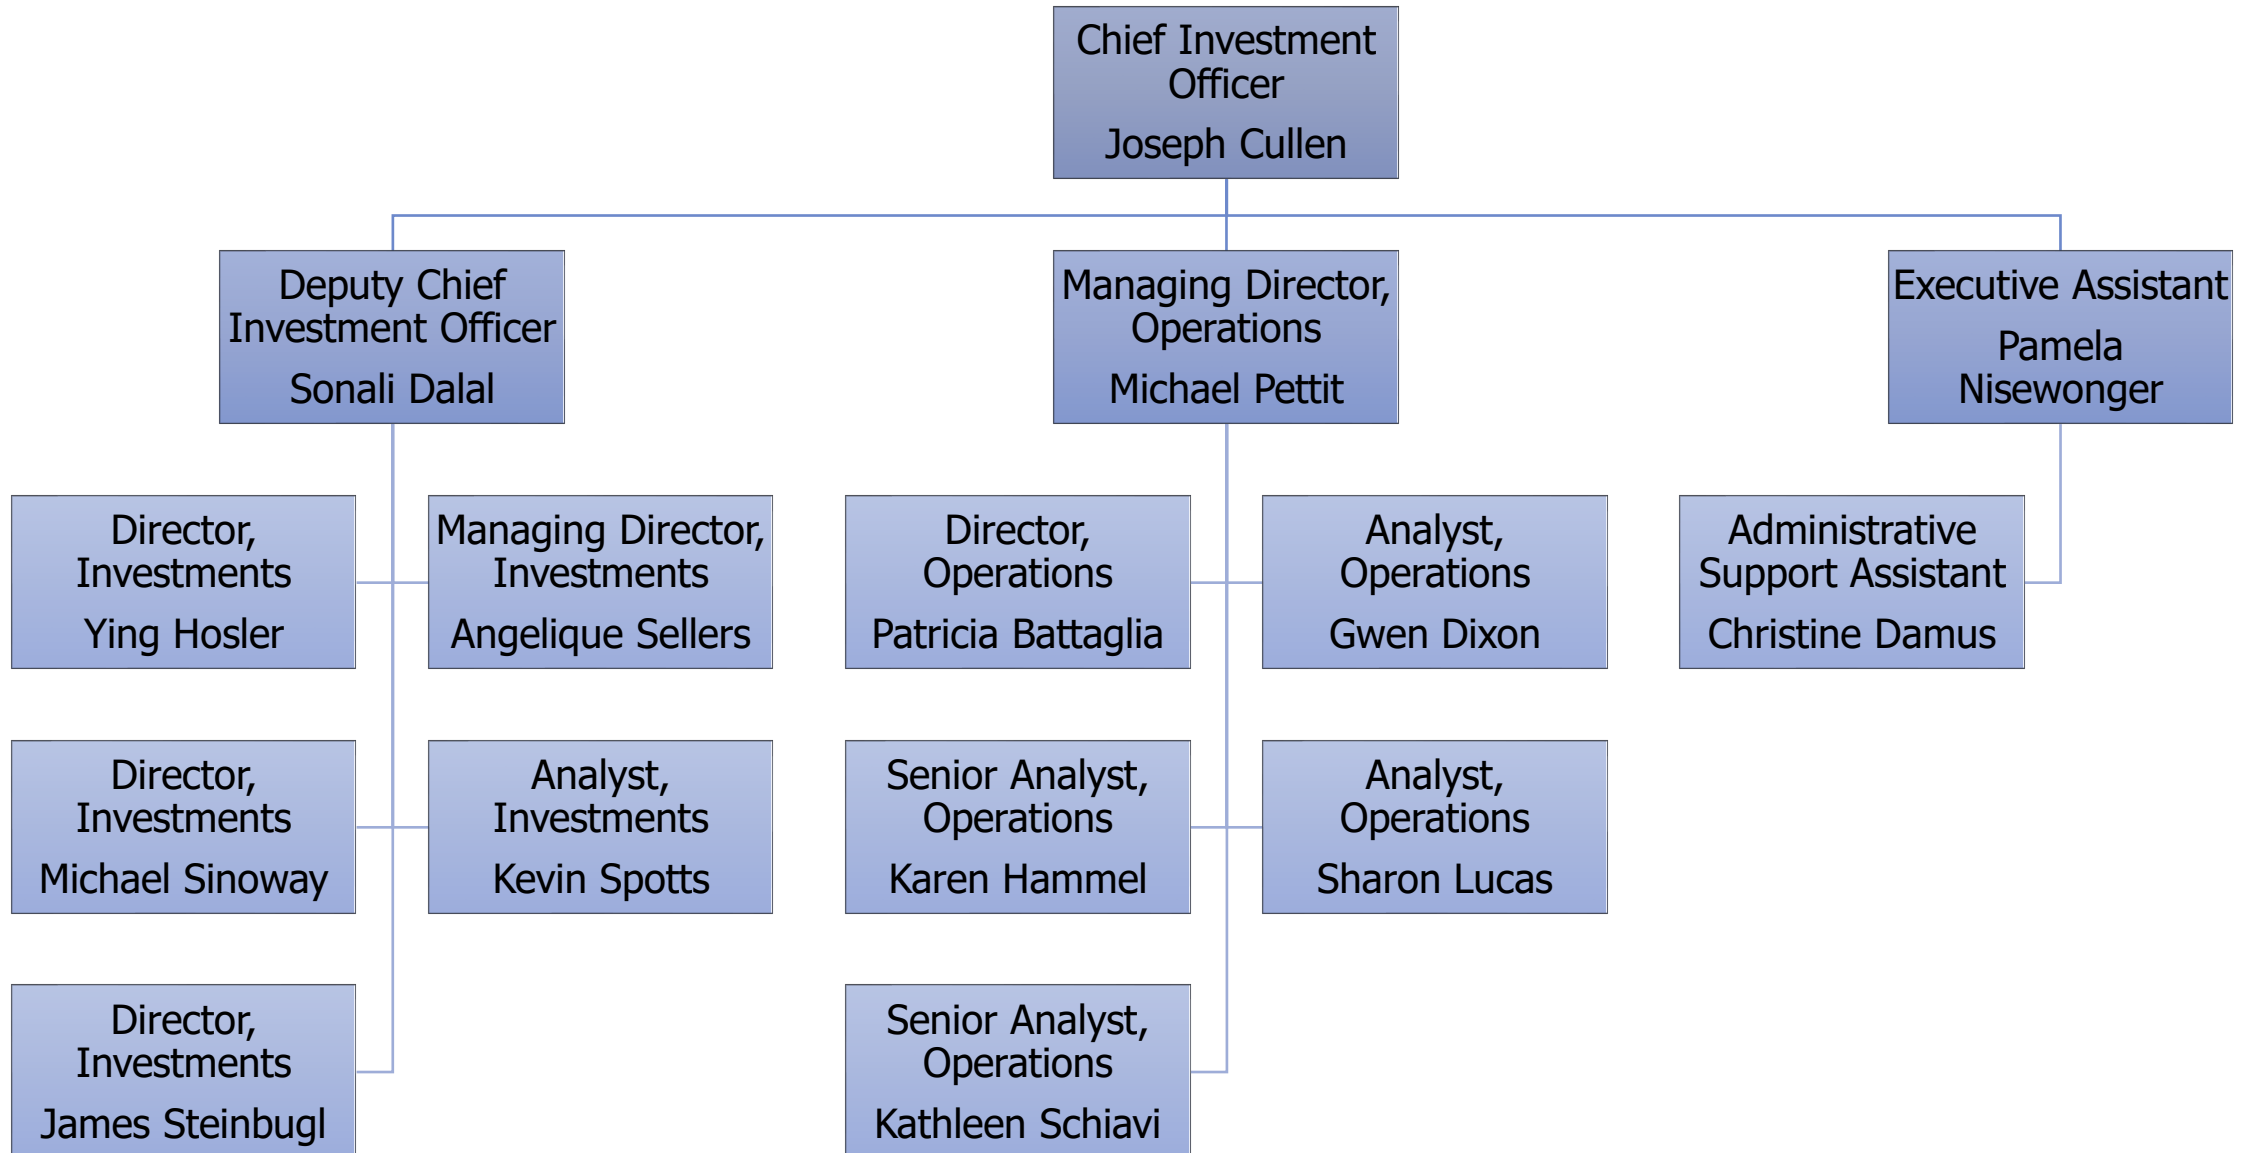 Chief Investment
Officer
Joseph Cullen
Deputy Chief
Investment Officer
Sonali Dalal
Managing Director,
Operations
Michael Pettit
Executive Assistant
Pamela
Nisewonger
Director,
Investments
Ying Hosler
Managing Director,
Investments
Angelique Sellers
Director,
Operations
Patricia Battaglia
Analyst,
Operations
Gwen Dixon
Administrative
Support Assistant
Christine Damus
Director,
Investments
Michael Sinoway
Analyst,
Investments
Kevin Spotts
Senior Analyst,
Operations
Karen Hammel
Analyst,
Operations
Sharon Lucas
Director,
Investments
James Steinbugl
Senior Analyst,
Operations
Kathleen Schiavi